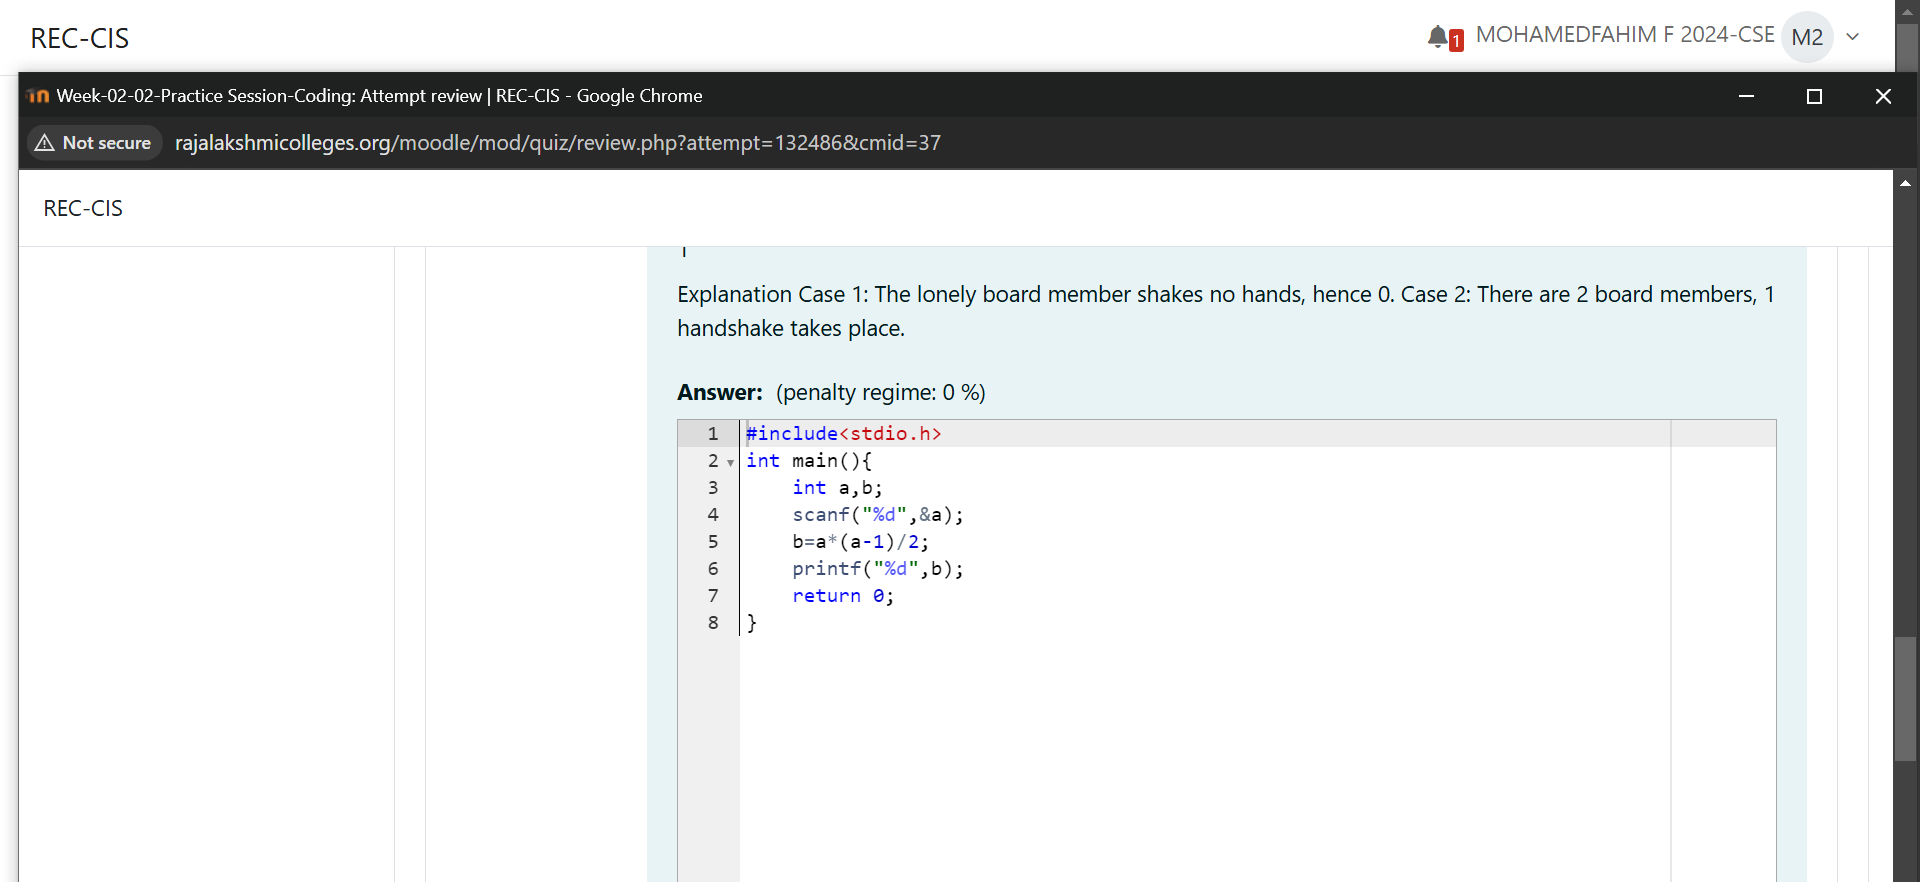 REC-CIS
1 MOHAMEDFAHIM F 2024-CSE M2
Week-02-02-Practice Session-Coding: Attempt review | REC-CIS - Google Chrome
Not secure rajalakshmicolleges.org/moodle/mod/quiz/review.php?attempt=132486&cmid=37
REC-CIS
Explanation Case 1: The lonely board member shakes no hands, hence 0. Case 2: There are 2 board members, 1
handshake takes place.
Answer: (penalty regime: 0 %)
1 #include<stdio.h>
2 int main(){
3 int a,b;
4 scanf("%d",&a);
5 b=a*(a-1)/2;
6 printf("%d",b);
7 return 0;
8 }